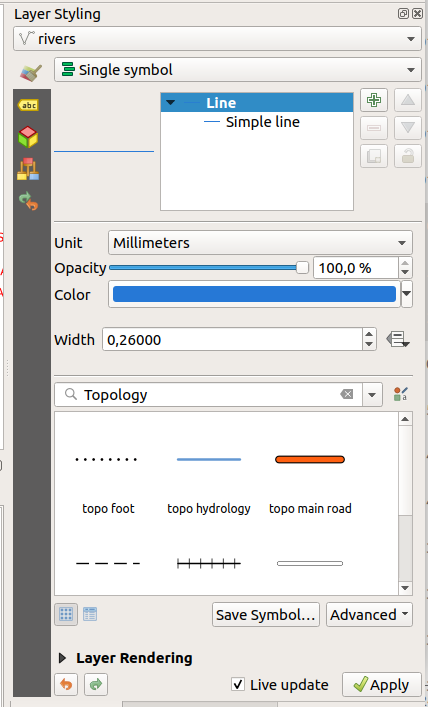 Layer Styling
rivers
Single symbol
abc
Line
Simple line
Unit
Millimeters
Opacity
100,0 %
Color
Width
0,26000
Topology
a
topo foot
topo hydrology
topo main road
Save Symbol...
Advanced
Layer Rendering
Live update
Apply